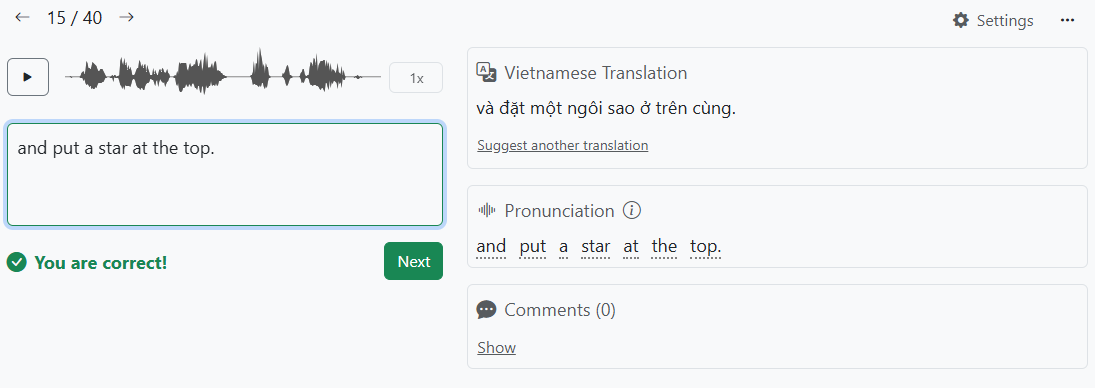 15 / 40
Settings
1x
and put a star at the top.
You are correct!
Next
Vietnamese Translation
và đặt một ngôi sao ở trên cùng.
Suggest another translation
Pronunciation
and put a star at the top.
Comments (0)
Show